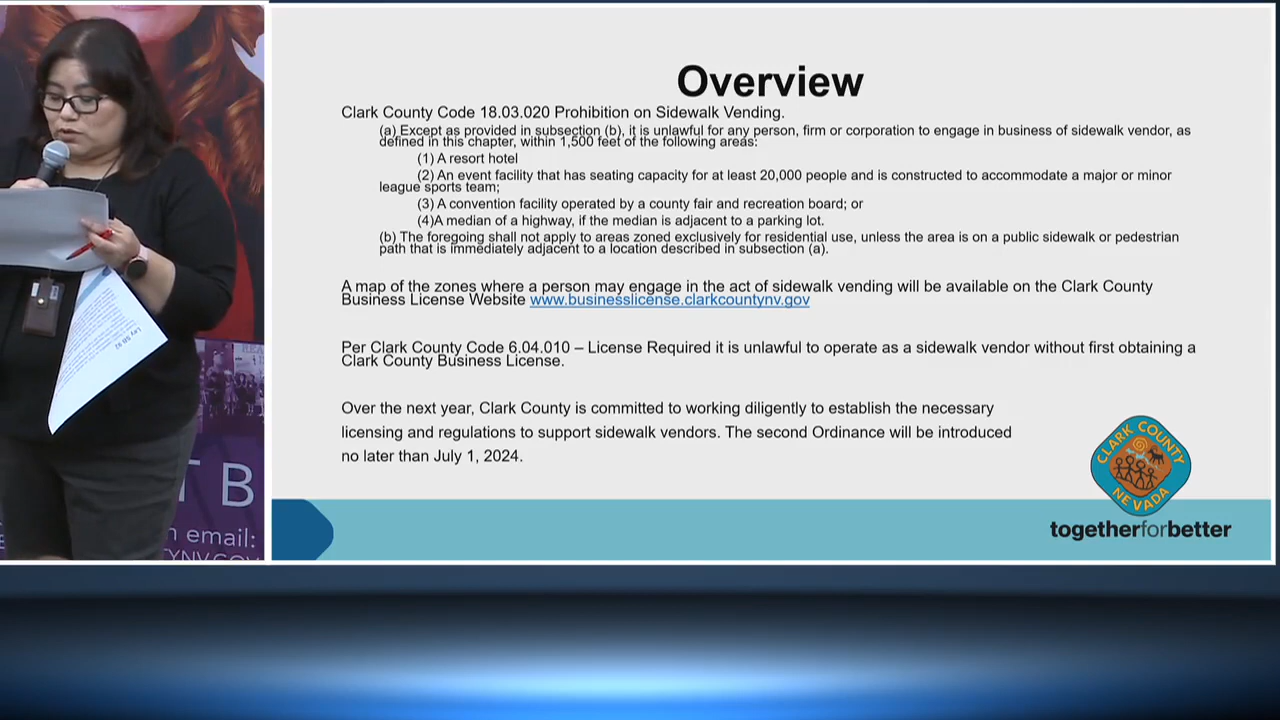 Overview
Clark County Code 18.03.020 Prohibition on Sidewalk Vending.
(a) Except as provided in subsection (b), it is unlawful for any person, firm or corporation to engage in business of sidewalk vendor, as
defined in this chapter, within 1,500 feet of the following areas:
(1) A resort hotel
(2) An event facility that has seating capacity for at least 20,000 people and is constructed to accommodate a major or minor
league sports team;
(3) A convention facility operated by a county fair and recreation board; or
(4)A median of a highway, if the median is adjacent to a parking lot.
(b) The foregoing shall not apply to areas zoned exclusively for residential use, unless the area is on a public sidewalk or pedestrian
path that is immediately adjacent to a location described in subsection (a).
A map of the zones where a person may engage in the act of sidewalk vending will be available on the Clark County
Business License Website www.businesslicense.clarkcountynv.gov
Per Clark County Code 6.04.010 – License Required it is unlawful to operate as a sidewalk vendor without first obtaining a
Clark County Business License.
Over the next year, Clark County is committed to working diligently to establish the necessary
licensing and regulations to support sidewalk vendors. The second Ordinance will be introduced
no later than July 1, 2024.
CLARK COUNTY
NEVADA
togetherforbetter
T B
email:
YNV.GOV
Ley SB 92